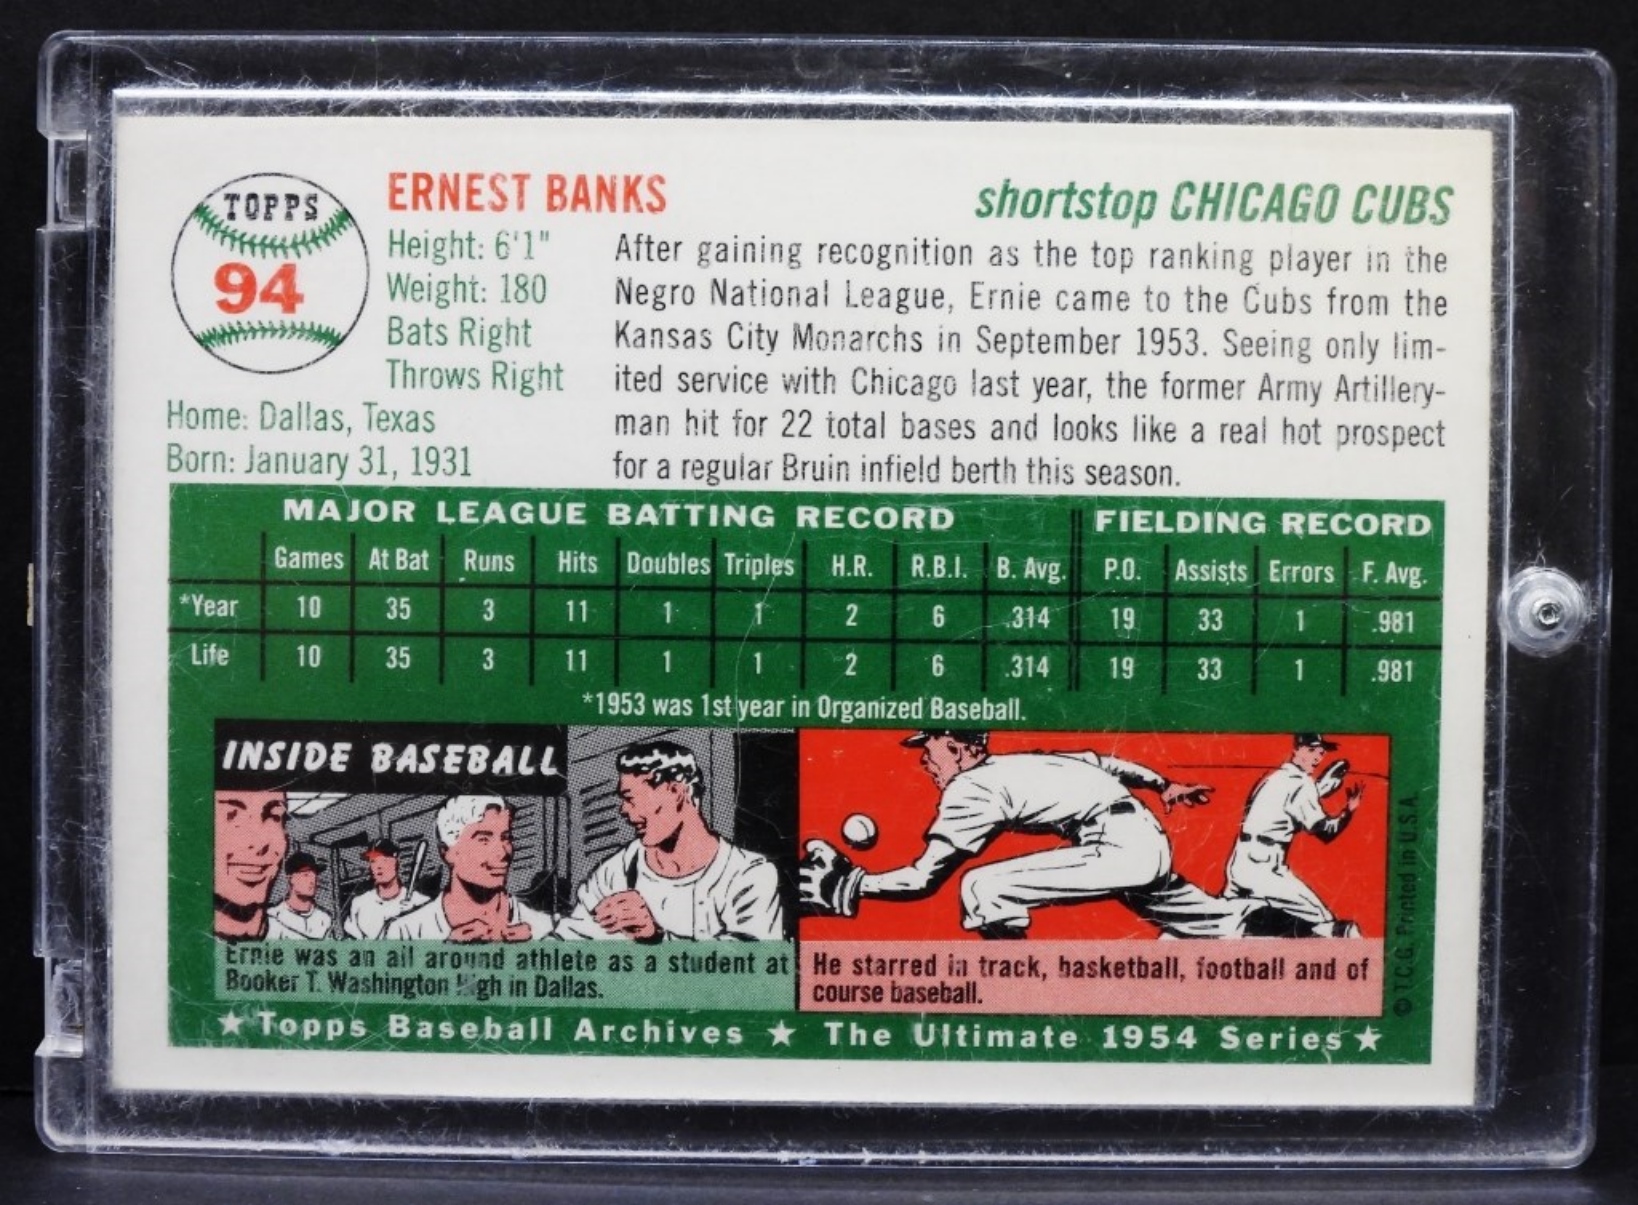 TOPPS
94
ERNEST BANKS
shortstop CHICAGO CUBS
Height: 6'1"
Weight: 180
Bats Right
Throws Right
Home: Dallas, Texas
Born: January 31, 1931
After gaining recognition as the top ranking player in the
Negro National League, Ernie came to the Cubs from the
Kansas City Monarchs in September 1953. Seeing only lim-
ited service with Chicago last year, the former Army Artillery-
man hit for 22 total bases and looks like a real hot prospect
for a regular Bruin infield berth this season.
MAJOR LEAGUE BATTING RECORD FIELDING RECORD
Games At Bat Runs Hits Doubles Triples H.R. R.B.I. B. Avg. P.O. Assists Errors F. Avg.
*Year 10 35 3 11 1 1 2 6 .314 19 33 1 .981
Life 10 35 3 11 1 1 2 6 .314 19 33 1 .981
*1953 was 1st year in Organized Baseball.
INSIDE BASEBALL
Ernie was an all around athlete as a student at
Booker T. Washington High in Dallas.
He starred in track, basketball, football and of
course baseball.
© T.C.G. Printed in U.S.A.
★ Topps Baseball Archives ★ The Ultimate 1954 Series ★